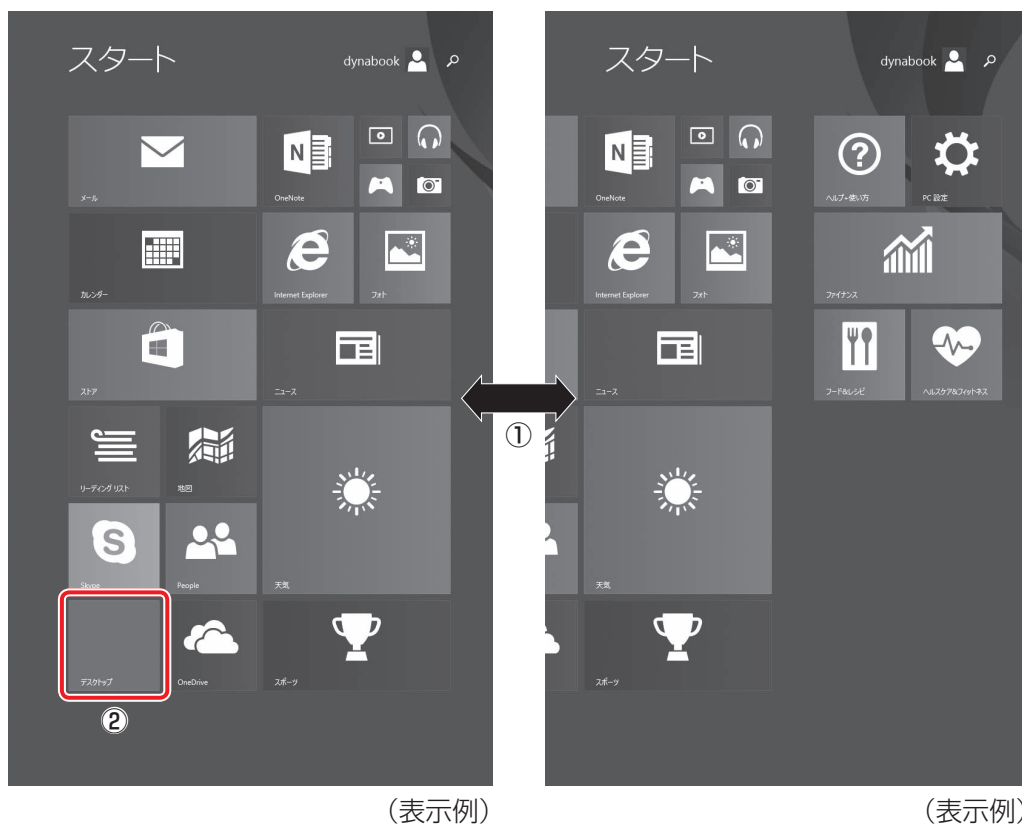 スタート
dynabook
メール
OneNote
カレンダー
Internet Explorer
フォト
ストア
ニュース
リーディング リスト
地図
Skype
People
天気
デスクトップ
OneDrive
スポーツ
②
（表示例）
①
スタート
dynabook
OneNote
ヘルプ+使い方
PC 設定
Internet Explorer
フォト
ファイナンス
ニュース
フード&レシピ
ヘルスケア&フィットネス
天気
スポーツ
（表示例）